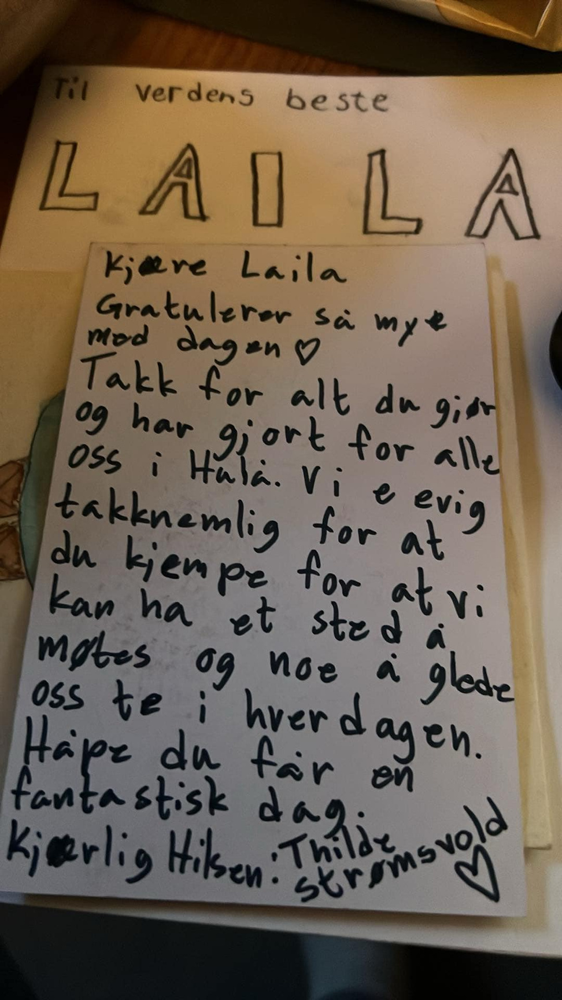 Til verdens beste
LAILA
Kjære Laila
Gratulerer så mye
med dagen ♡
Takk for alt du gjør
og har gjort for alle
oss i Hålå. Vi e evig
takknemlig for at
du kjempe for at vi
kan ha et sted å
møtes og noe å glede
oss te i hverdagen.
Håpe du får en
fantastisk dag.
Kjærlig Hilsen: Thilde
strømsvold ♡